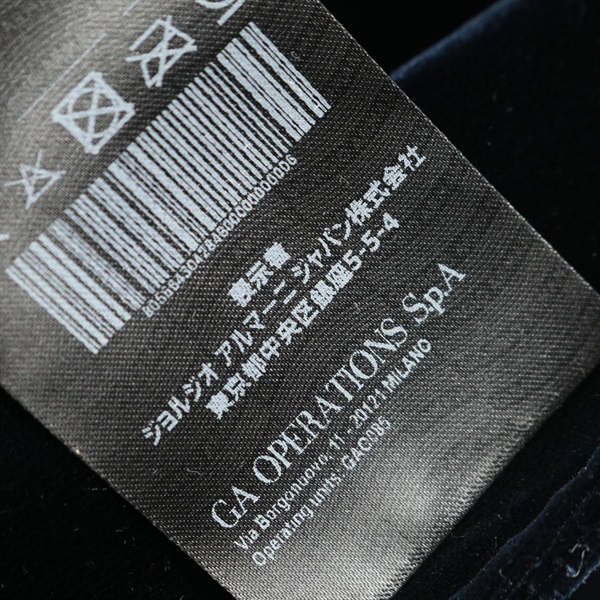 表示者
ジョルジオ アルマーニ ジャパン株式会社
東京都中央区銀座5-5-4
GA OPERATIONS S.p.A
Via Borgonuovo, 11 - 20121 MILANO
Operating units: GAO085